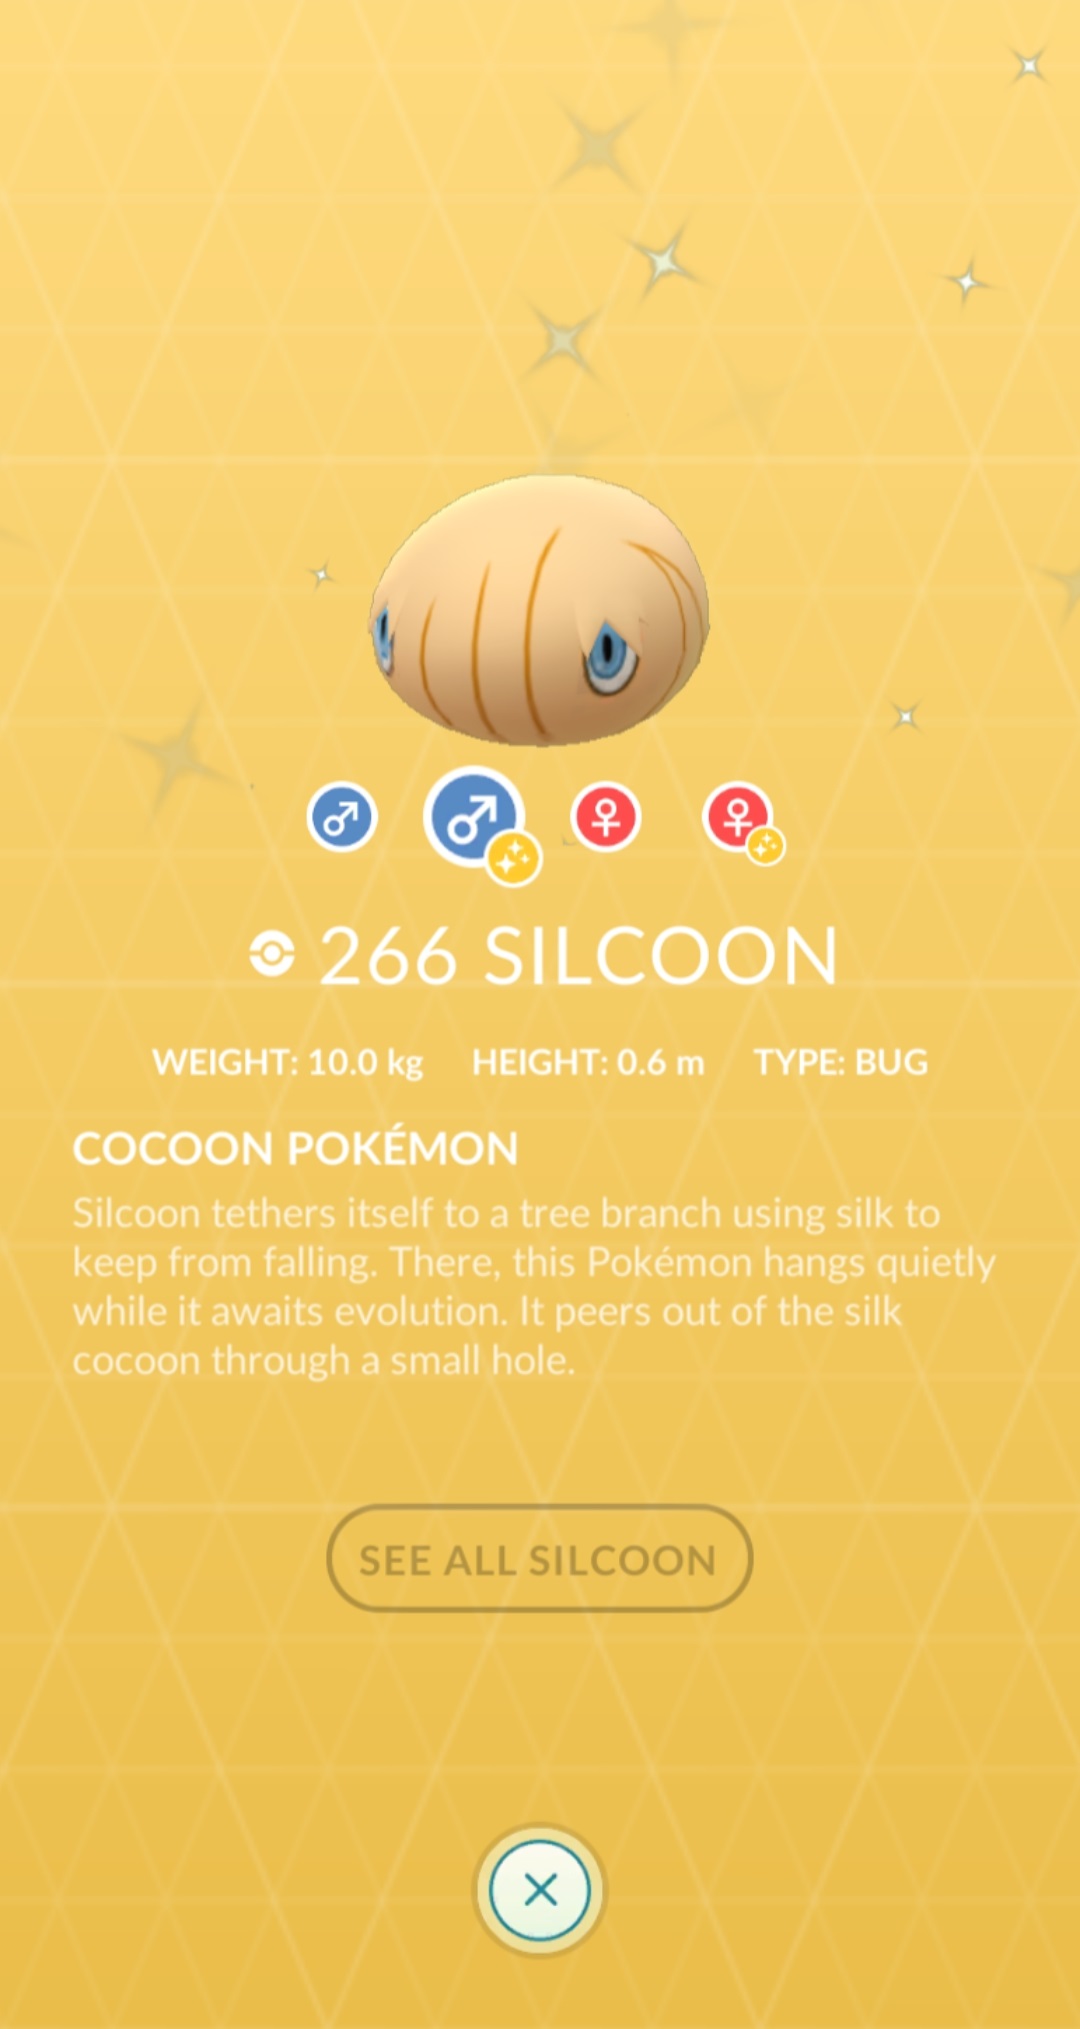 266 SILCOON
WEIGHT: 10.0 kg HEIGHT: 0.6 m TYPE: BUG
COCOON POKÉMON
Silcoon tethers itself to a tree branch using silk to
keep from falling. There, this Pokémon hangs quietly
while it awaits evolution. It peers out of the silk
cocoon through a small hole.
SEE ALL SILCOON